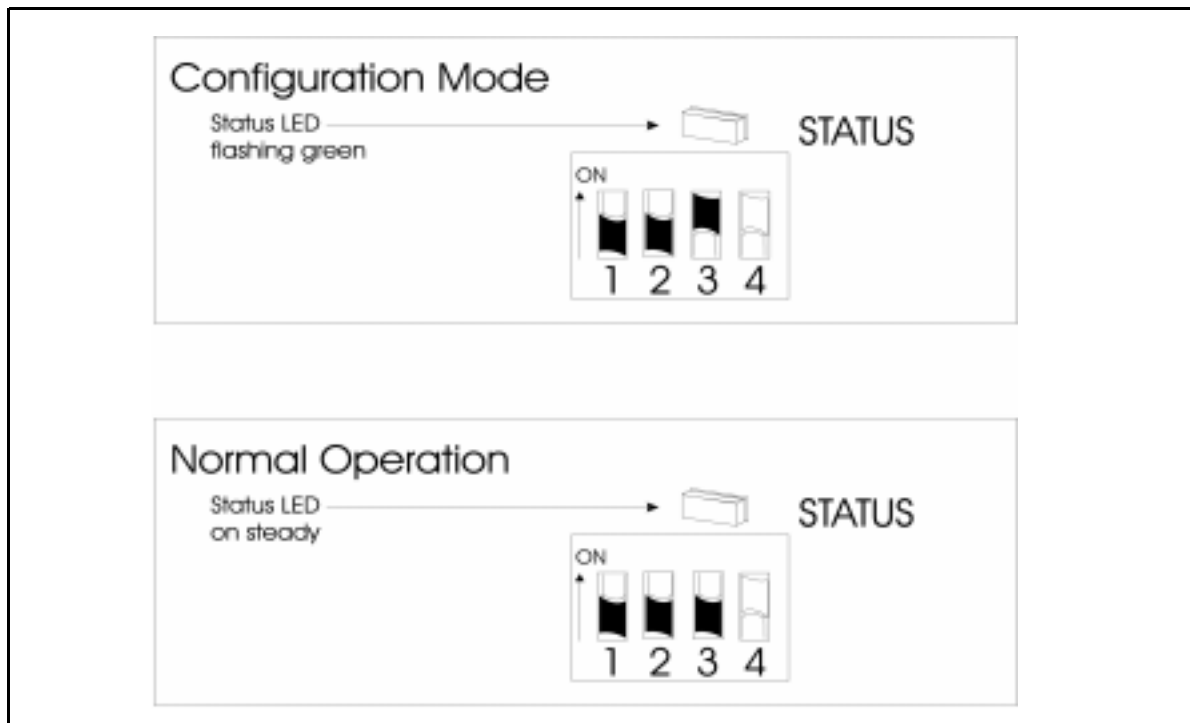 Configuration Mode
Status LED
flashing green
STATUS
ON
1 2 3 4
Normal Operation
Status LED
on steady
STATUS
ON
1 2 3 4